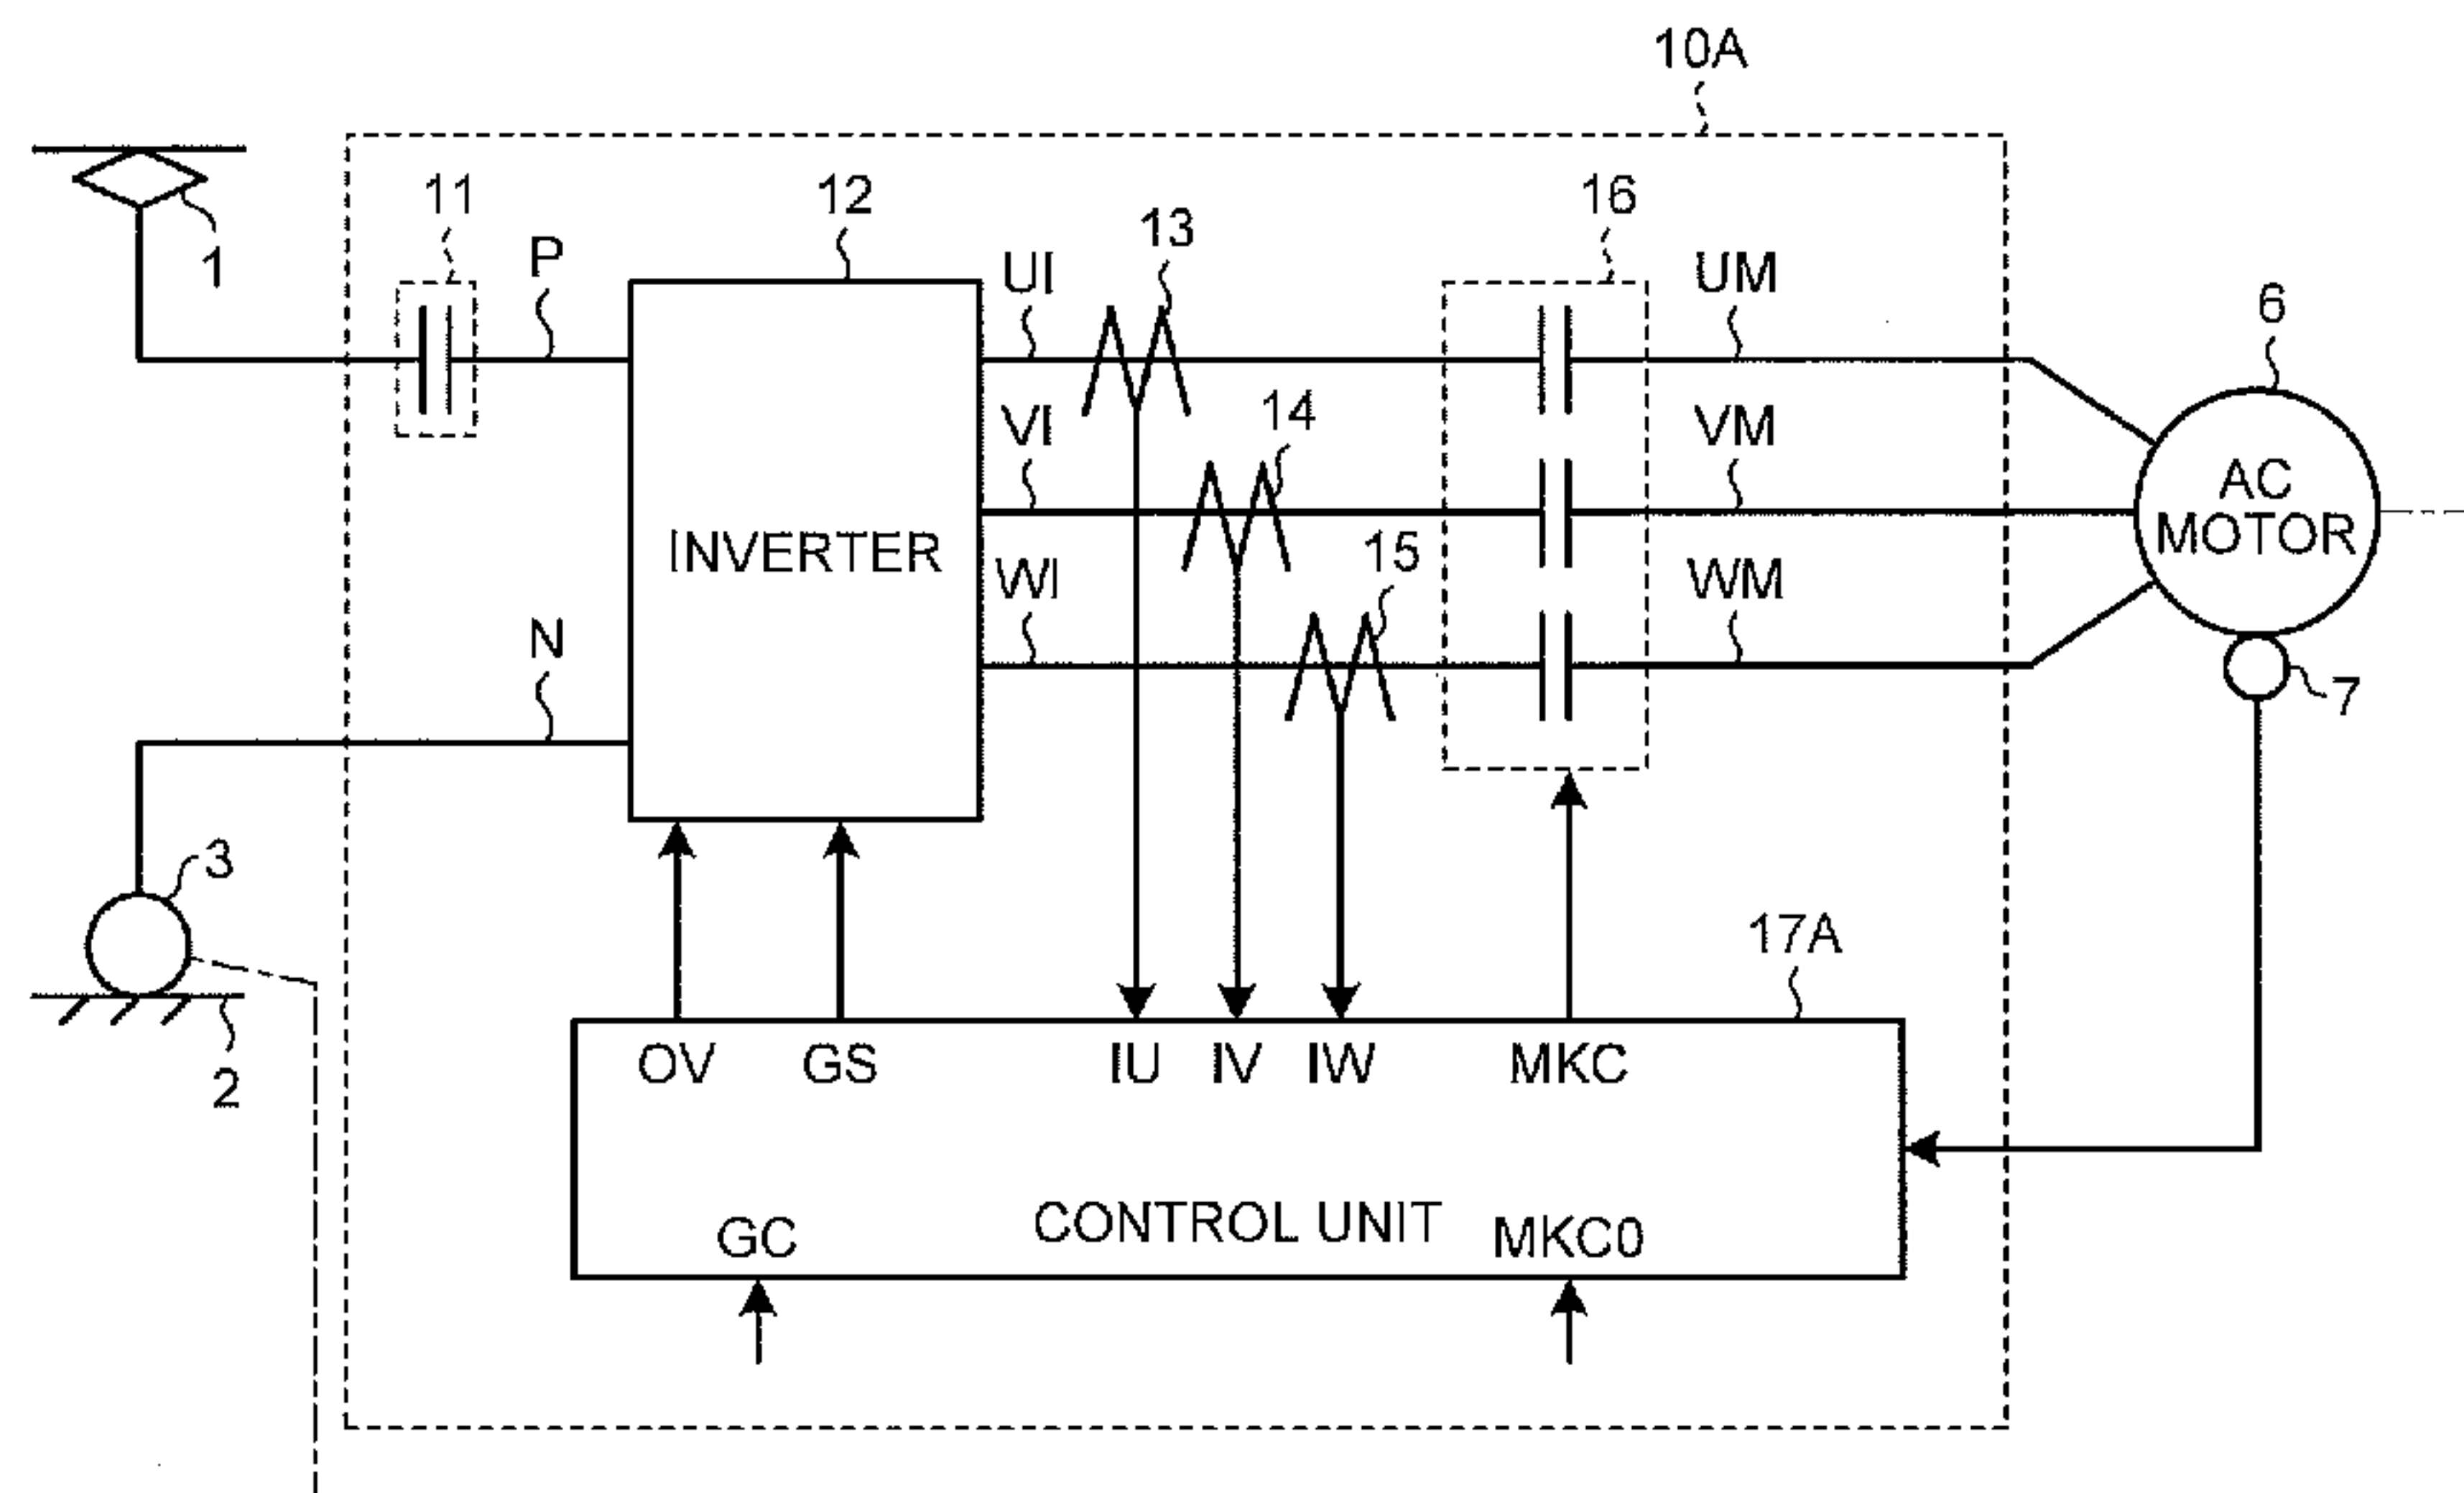 10A
11
12
13
16
1
P
UI
UM
6
14
VI
VM
AC
MOTOR
INVERTER
15
WI
WM
N
7
3
17A
2
OV GS IU IV IW MKC
GC CONTROL UNIT MKC0